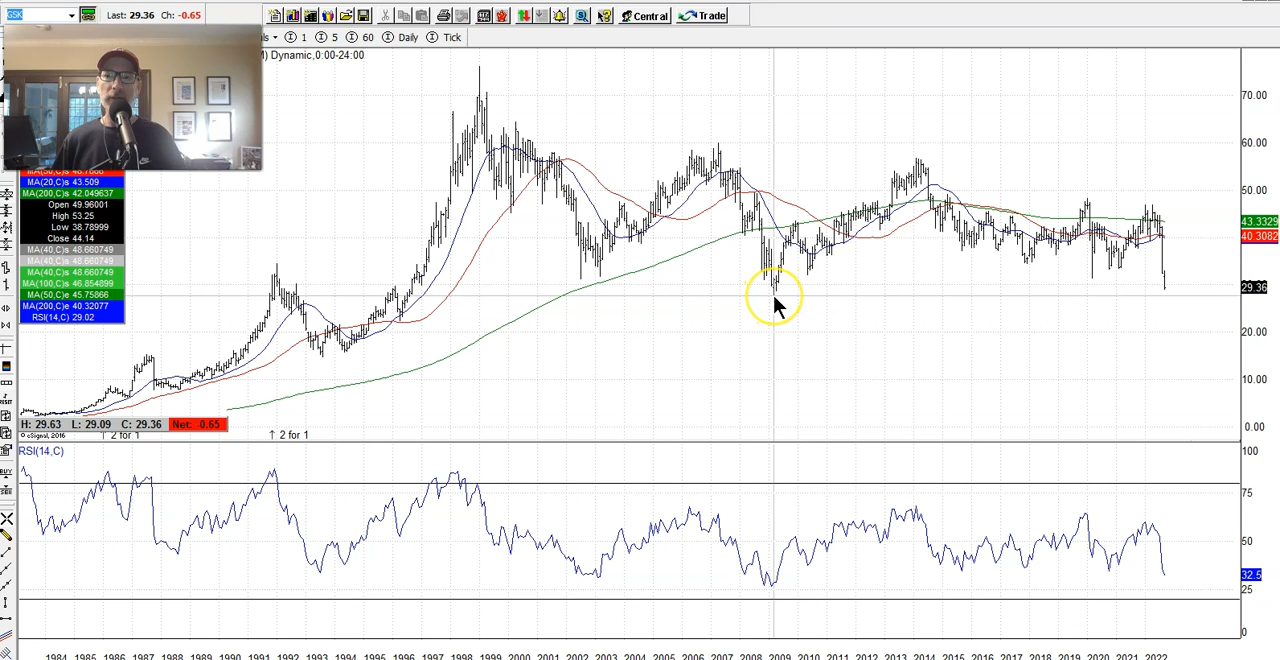 GSK Last: 29.36 Ch: -0.65 Central Trade
ls 1 5 60 Daily Tick
M) Dynamic,0:00-24:00
MA(20,C)s 43.509
MA(200,C)s 42.049637
Open 49.96001
High 53.25
Low 38.78999
Close 44.14
MA(40,C)s 48.660749
MA(40,C)s 48.660749
MA(40,C)s 48.660749
MA(100,C)s 46.854899
MA(50,C)s 45.75866
MA(200,C)e 40.32077
RSI(14,C) 29.02
70.00
60.00
50.00
43.3329
40.3082
29.36
20.00
10.00
0.00
H: 29.63 L: 29.09 C: 29.36 Net: -0.65
© eSignal, 2016 ↑ 2 for 1 ↑ 2 for 1
RSI(14,C)
100
75
50
32.5
25
0
RESET
BUY
SELL
1984 1985 1986 1987 1988 1989 1990 1991 1992 1993 1994 1995 1996 1997 1998 1999 2000 2001 2002 2003 2004 2005 2006 2007 2008 2009 2010 2011 2012 2013 2014 2015 2016 2017 2018 2019 2020 2021 2022